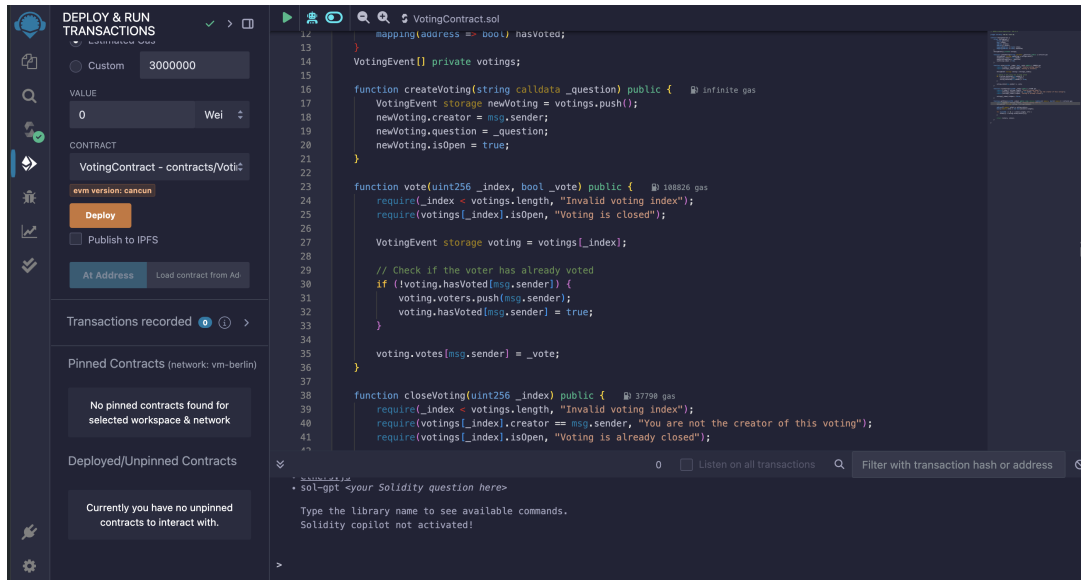 DEPLOY & RUN
TRANSACTIONS
Estimated Gas
Custom
3000000
VALUE
0
Wei
CONTRACT
VotingContract - contracts/Voti
evm version: cancun
Deploy
Publish to IPFS
At Address
Load contract from Ad
Transactions recorded 0
Pinned Contracts (network: vm-berlin)
No pinned contracts found for
selected workspace & network
Deployed/Unpinned Contracts
Currently you have no unpinned
contracts to interact with.
VotingContract.sol
12 mapping(address => bool) hasVoted;
13 }
14 VotingEvent[] private votings;
15
16 function createVoting(string calldata _question) public { infinite gas
17 VotingEvent storage newVoting = votings.push();
18 newVoting.creator = msg.sender;
19 newVoting.question = _question;
20 newVoting.isOpen = true;
21 }
22
23 function vote(uint256 _index, bool _vote) public { 108826 gas
24 require(_index < votings.length, "Invalid voting index");
25 require(votings[_index].isOpen, "Voting is closed");
26
27 VotingEvent storage voting = votings[_index];
28
29 // Check if the voter has already voted
30 if (!voting.hasVoted[msg.sender]) {
31 voting.voters.push(msg.sender);
32 voting.hasVoted[msg.sender] = true;
33 }
34
35 voting.votes[msg.sender] = _vote;
36 }
37
38 function closeVoting(uint256 _index) public { 37790 gas
39 require(_index < votings.length, "Invalid voting index");
40 require(votings[_index].creator == msg.sender, "You are not the creator of this voting");
41 require(votings[_index].isOpen, "Voting is already closed");
0
Listen on all transactions
Filter with transaction hash or address
• sol-gpt <your Solidity question here>
Type the library name to see available commands.
Solidity copilot not activated!
>